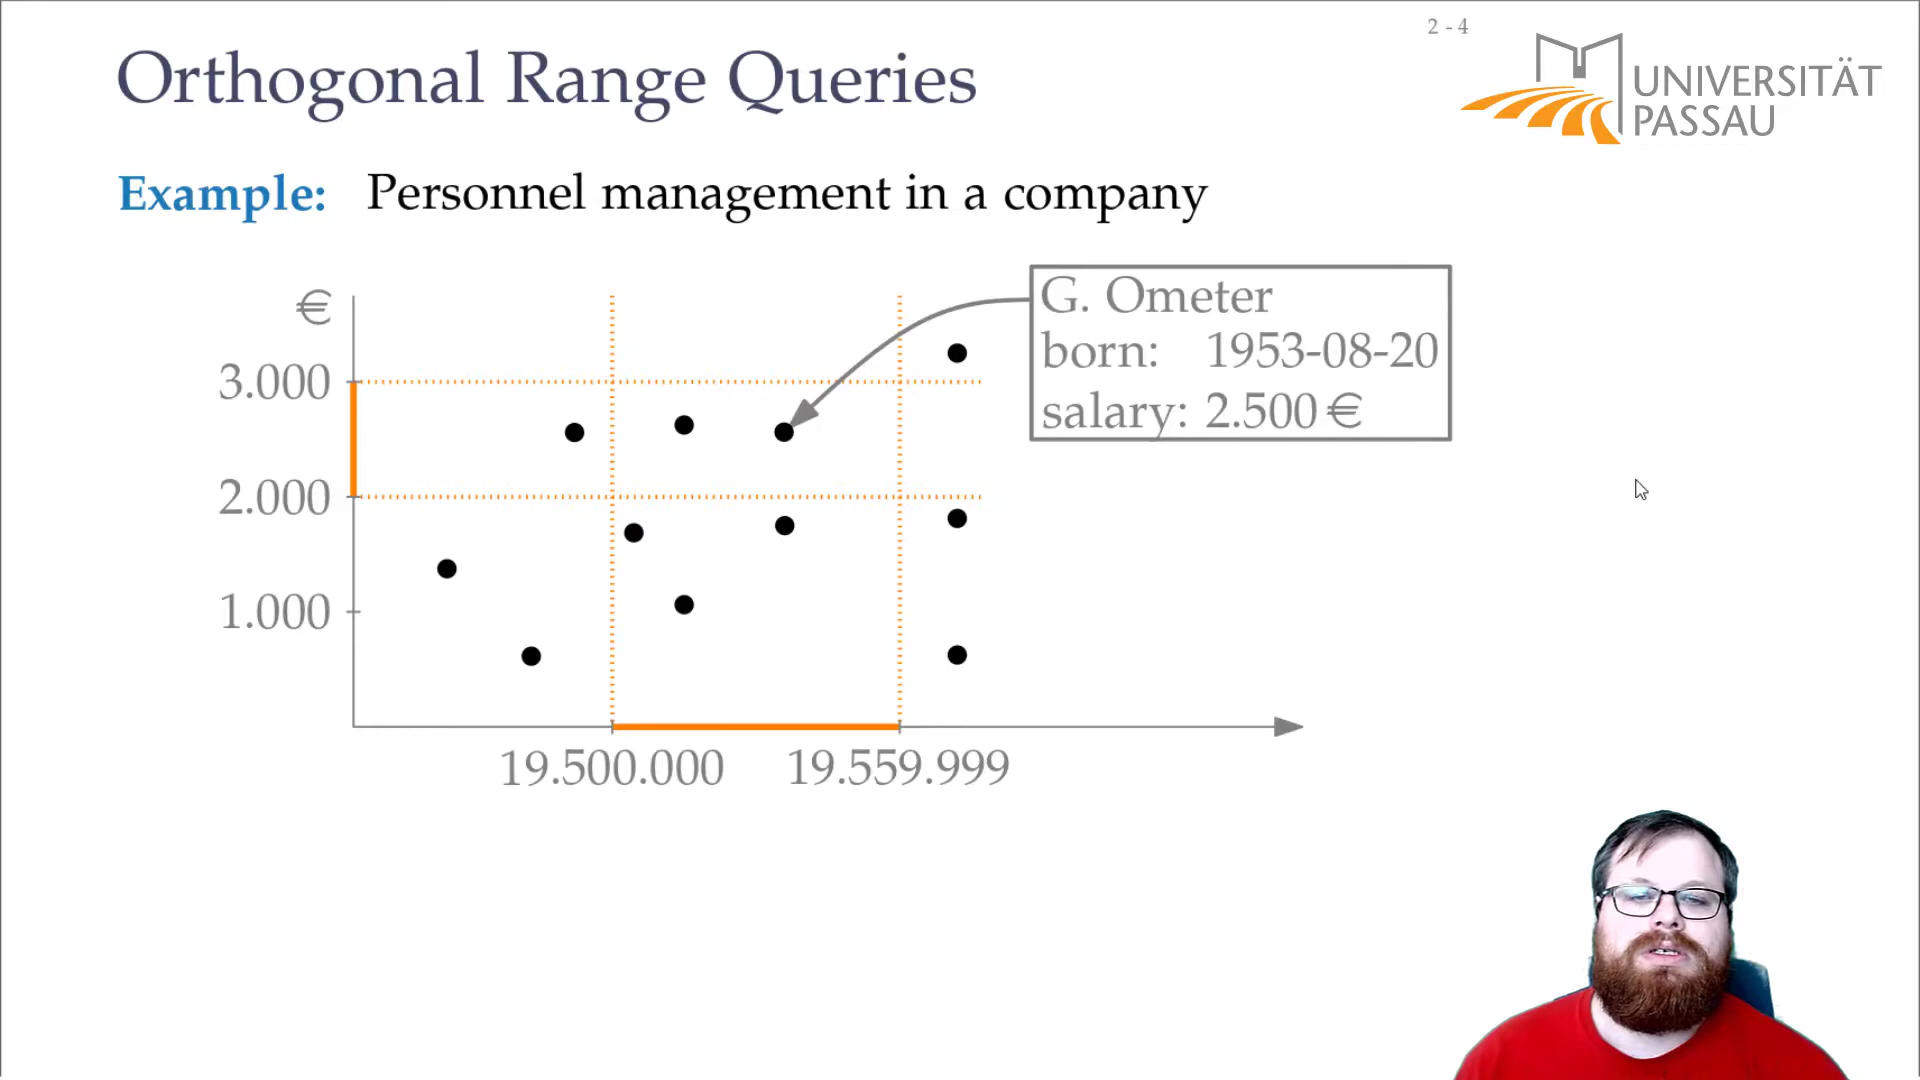 2 - 4
Orthogonal Range Queries
UNIVERSITÄT
PASSAU
Example: Personnel management in a company
€
3.000
2.000
1.000
G. Ometer
born: 1953-08-20
salary: 2.500 €
19.500.000 19.559.999